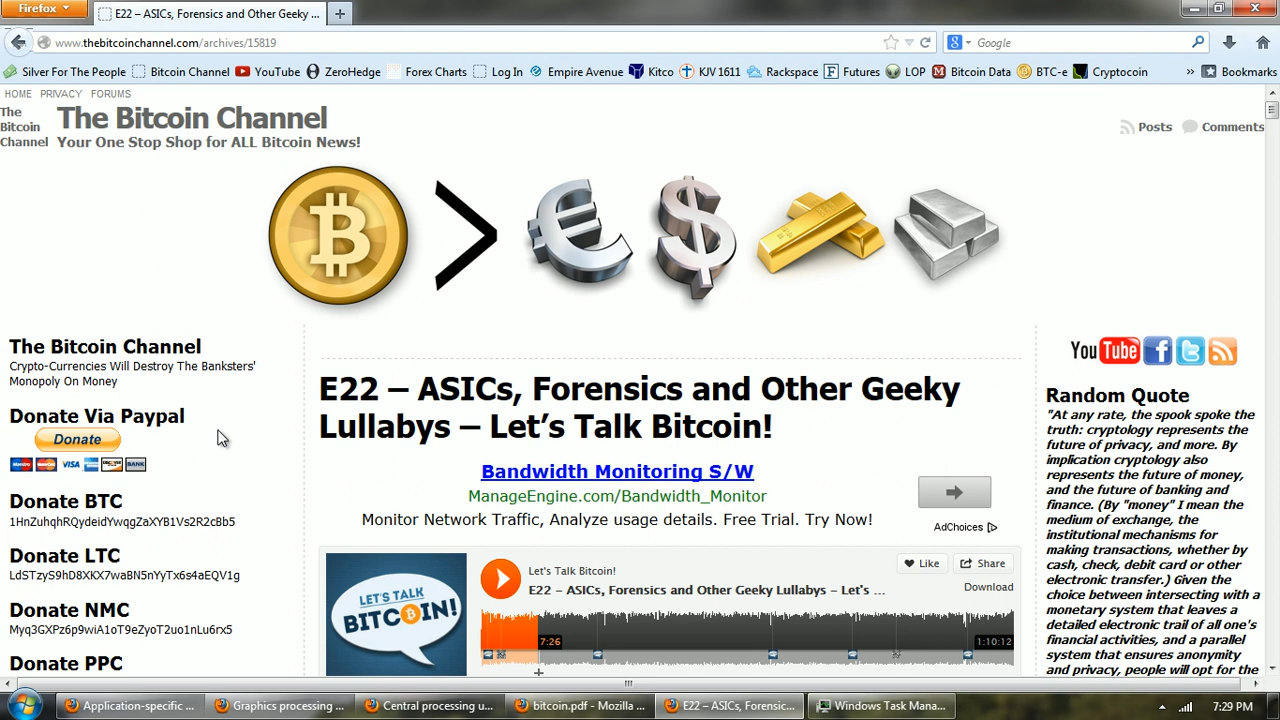 Firefox
E22 – ASICs, Forensics and Other Geeky ...
www.thebitcoinchannel.com/archives/15819
Google
Silver For The People
Bitcoin Channel
YouTube
ZeroHedge
Forex Charts
Log In
Empire Avenue
Kitco
KJV 1611
Rackspace
Futures
LOP
Bitcoin Data
BTC-e
Cryptocoin
»
Bookmarks
HOME PRIVACY FORUMS
The
Bitcoin
Channel
The Bitcoin Channel
Your One Stop Shop for ALL Bitcoin News!
Posts
Comments
The Bitcoin Channel
Crypto-Currencies Will Destroy The Banksters'
Monopoly On Money
Donate Via Paypal
Donate
VISA
BANK
Donate BTC
1HnZuhqhRQydeidYwqgZaXYB1Vs2R2cBb5
Donate LTC
LdSTzyS9hD8XKX7waBN5nYyTx6s4aEQV1g
Donate NMC
Myq3GXPz6p9wiA1oT9eZyoT2uo1nLu6rx5
Donate PPC
E22 – ASICs, Forensics and Other Geeky
Lullabys – Let's Talk Bitcoin!
Bandwidth Monitoring S/W
ManageEngine.com/Bandwidth_Monitor
Monitor Network Traffic, Analyze usage details. Free Trial. Try Now!
AdChoices
LET'S
TALK
BITCOIN!
Let's Talk Bitcoin!
E22 – ASICs, Forensics and Other Geeky Lullabys – Let's ...
Like
Share
Download
7:26
1:10:12
You Tube
Random Quote
"At any rate, the spook spoke the
truth: cryptology represents the
future of privacy, and more. By
implication cryptology also
represents the future of money,
and the future of banking and
finance. (By "money" I mean the
medium of exchange, the
institutional mechanisms for
making transactions, whether by
cash, check, debit card or other
electronic transfer.) Given the
choice between intersecting with a
monetary system that leaves a
detailed electronic trail of all one's
financial activities, and a parallel
system that ensures anonymity
and privacy, people will opt for the
Application-specific ...
Graphics processing ...
Central processing u...
bitcoin.pdf - Mozilla ...
E22 – ASICs, Forensic...
Windows Task Mana...
7:29 PM